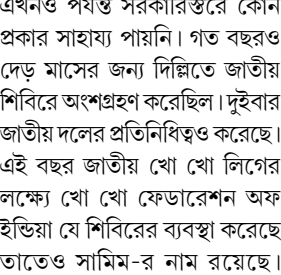 এখনও পর্যন্ত সরকারিস্তরে কোন
প্রকার সাহায্য পায়নি। গত বছরও
দেড় মাসের জন্য দিল্লিতে জাতীয়
শিবিরে অংশগ্রহণ করেছিল। দুইবার
জাতীয় দলের প্রতিনিধিত্বও করেছে।
এই বছর জাতীয় খো খো লিগের
লক্ষ্যে খো খো ফেডারেশন অফ
ইন্ডিয়া যে শিবিরের ব্যবস্থা করেছে
তাতেও সামিম-র নাম রয়েছে।